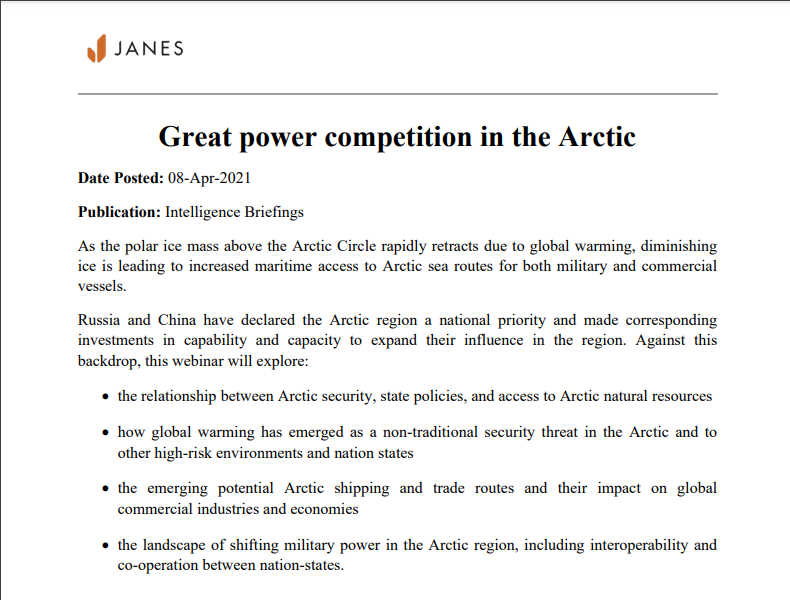 JANES
Great power competition in the Arctic
Date Posted: 08-Apr-2021
Publication: Intelligence Briefings
As the polar ice mass above the Arctic Circle rapidly retracts due to global warming, diminishing
ice is leading to increased maritime access to Arctic sea routes for both military and commercial
vessels.
Russia and China have declared the Arctic region a national priority and made corresponding
investments in capability and capacity to expand their influence in the region. Against this
backdrop, this webinar will explore:
• the relationship between Arctic security, state policies, and access to Arctic natural resources
• how global warming has emerged as a non-traditional security threat in the Arctic and to
other high-risk environments and nation states
• the emerging potential Arctic shipping and trade routes and their impact on global
commercial industries and economies
• the landscape of shifting military power in the Arctic region, including interoperability and
co-operation between nation-states.